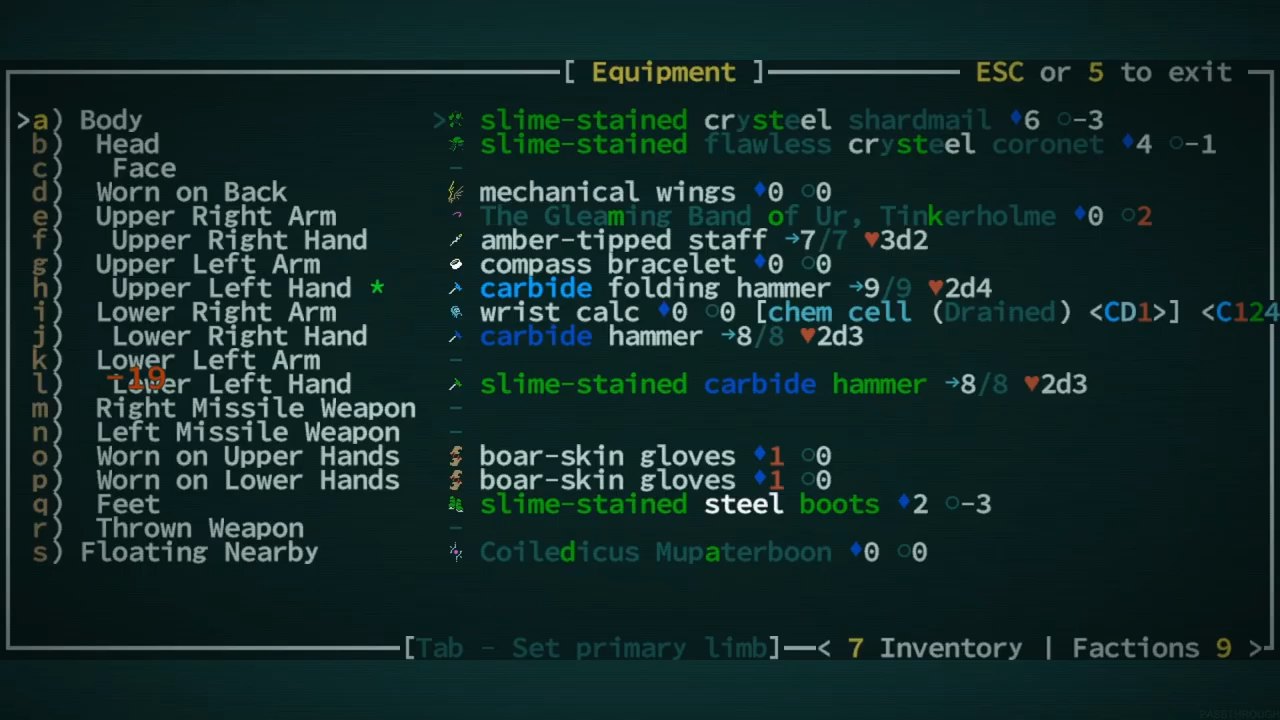 [ Equipment ] ESC or 5 to exit
>a) Body > slime-stained crysteel shardmail ♦6 ○-3
b) Head slime-stained flawless crysteel coronet ♦4 ○-1
c) Face -
d) Worn on Back mechanical wings ♦0 ○0
e) Upper Right Arm The Gleaming Band of Ur, Tinkerholme ♦0 ○2
f) Upper Right Hand amber-tipped staff →7/7 ♥3d2
g) Upper Left Arm compass bracelet ♦0 ○0
h) Upper Left Hand * carbide folding hammer →9/9 ♥2d4
i) Lower Right Arm wrist calc ♦0 ○0 [chem cell (Drained) <CD1>] <C124
j) Lower Right Hand carbide hammer →8/8 ♥2d3
k) Lower Left Arm -
-19
l) Lower Left Hand slime-stained carbide hammer →8/8 ♥2d3
m) Right Missile Weapon -
n) Left Missile Weapon
o) Worn on Upper Hands boar-skin gloves ♦1 ○0
p) Worn on Lower Hands boar-skin gloves ♦1 ○0
q) Feet slime-stained steel boots ♦2 ○-3
r) Thrown Weapon -
s) Floating Nearby Coiledicus Mupaterboon ♦0 ○0
[Tab - Set primary limb] < 7 Inventory | Factions 9 >